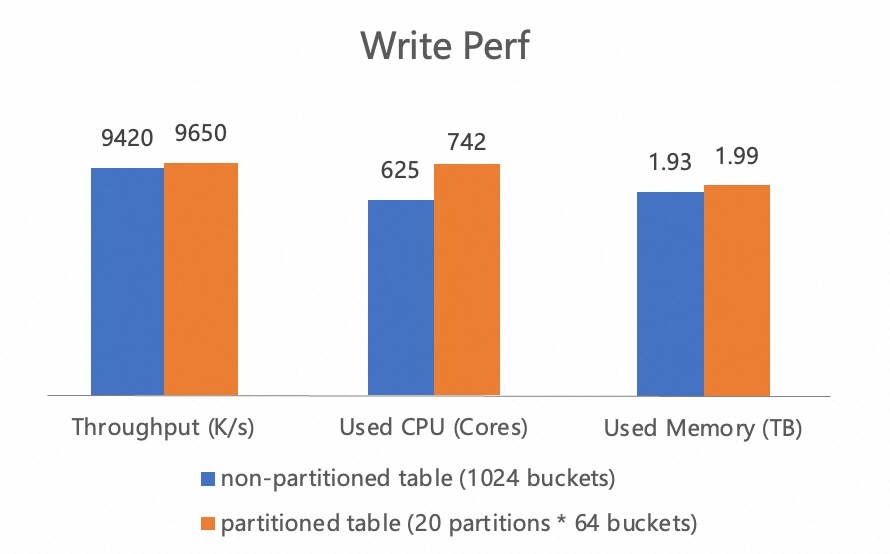 Write Perf
9420 9650
625 742
1.93 1.99
Throughput (K/s) Used CPU (Cores) Used Memory (TB)
non-partitioned table (1024 buckets)
partitioned table (20 partitions * 64 buckets)